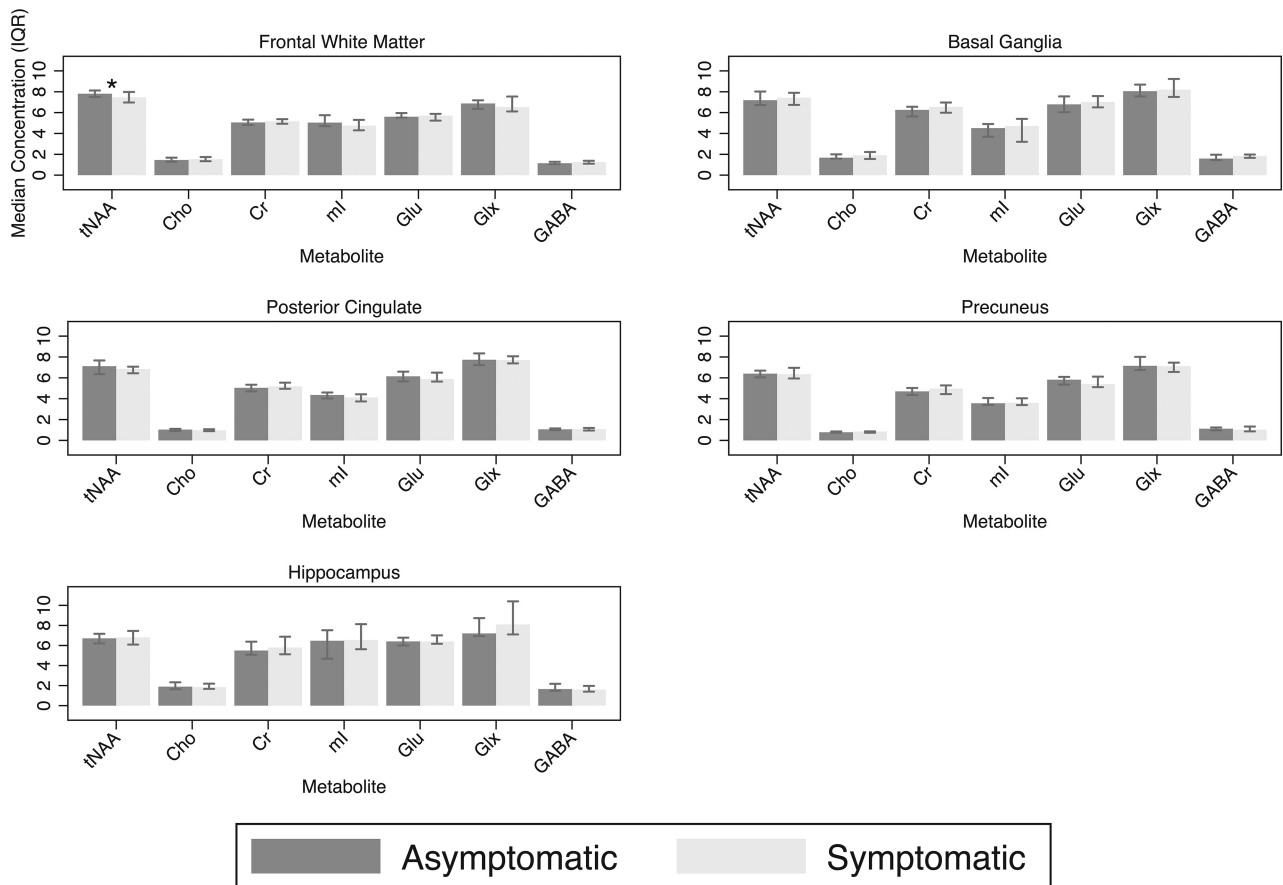 Median Concentration (IQR)
Frontal White Matter
10
8
6
4
2
0
*
tNAA
Cho
Cr
mI
Glu
Glx
GABA
Metabolite
Basal Ganglia
10
8
6
4
2
0
tNAA
Cho
Cr
mI
Glu
Glx
GABA
Metabolite
Posterior Cingulate
10
8
6
4
2
0
tNAA
Cho
Cr
mI
Glu
Glx
GABA
Metabolite
Precuneus
10
8
6
4
2
0
tNAA
Cho
Cr
mI
Glu
Glx
GABA
Metabolite
Hippocampus
10
8
6
4
2
0
tNAA
Cho
Cr
mI
Glu
Glx
GABA
Metabolite
Asymptomatic
Symptomatic